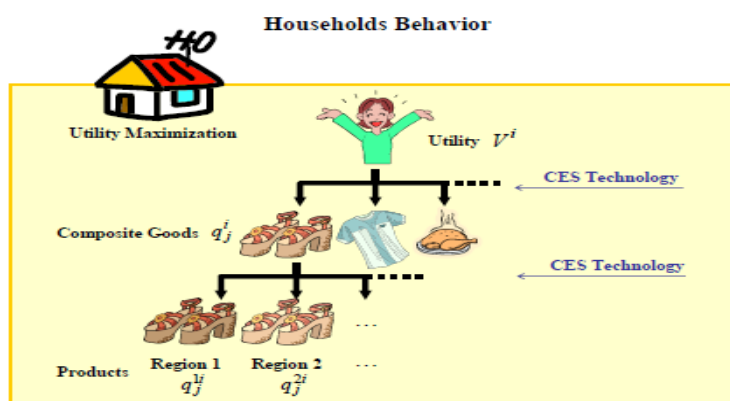 Households Behavior
Utility Maximization
Utility V^i
CES Technology
Composite Goods q_j^i
CES Technology
...
Region 1 Region 2 ...
Products q_j^{1i} q_j^{2i}